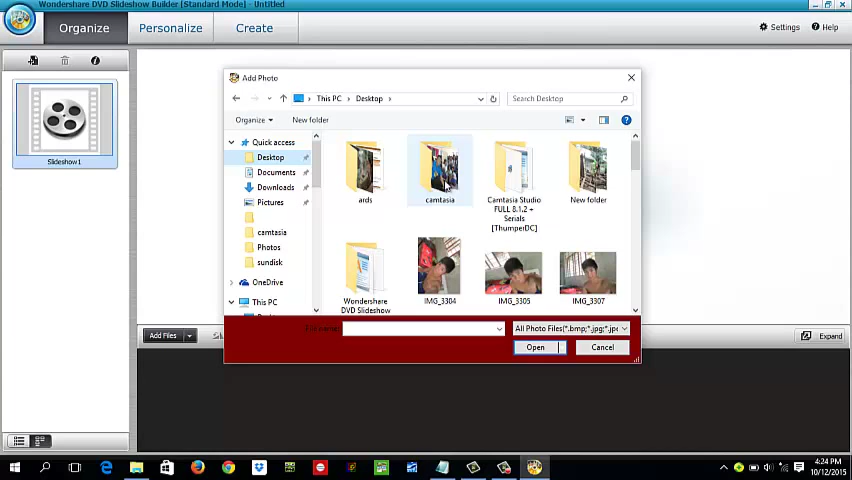 Wondershare DVD Slideshow Builder [Standard Mode] - Untitled
Organize
Personalize
Create
Settings
Help
Slideshow1
Add Photo
This PC
Desktop
Search Desktop
Organize
New folder
Quick access
Desktop
Documents
Downloads
Pictures
camtasia
Photos
sundisk
OneDrive
This PC
ards
camtasia
Camtasia Studio
FULL 8.1.2 +
Serials
[ThumperDC]
New folder
Wondershare
DVD Slideshow
IMG_3304
IMG_3305
IMG_3307
File name:
All Photo Files(*.bmp;*.jpg;*.jpe
Open
Cancel
Add Files
Expand
4:24 PM
10/12/2015